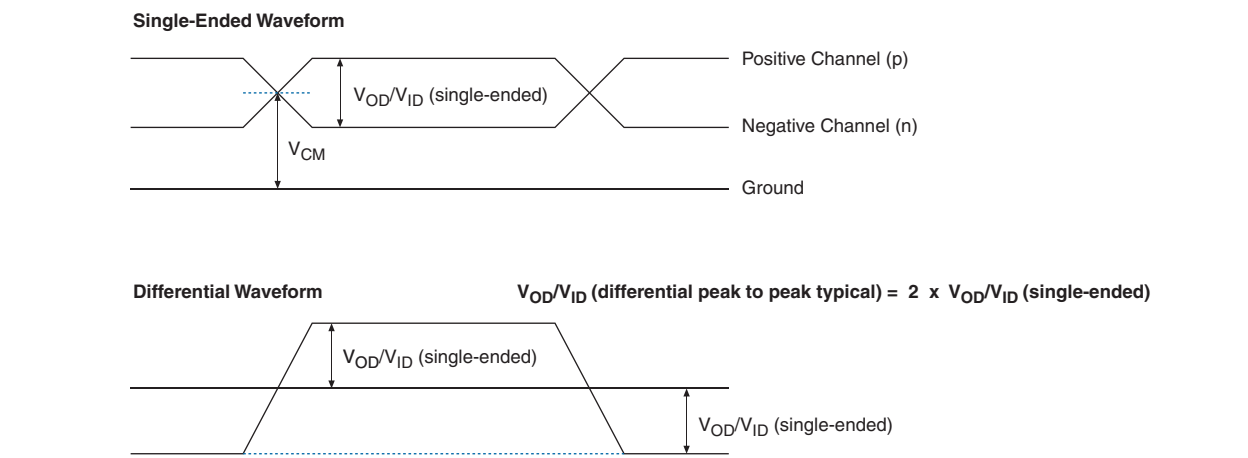 Single-Ended Waveform
Positive Channel (p)
VOD/VID (single-ended)
Negative Channel (n)
VCM
Ground
Differential Waveform
VOD/VID (differential peak to peak typical) = 2 x VOD/VID (single-ended)
VOD/VID (single-ended)
VOD/VID (single-ended)